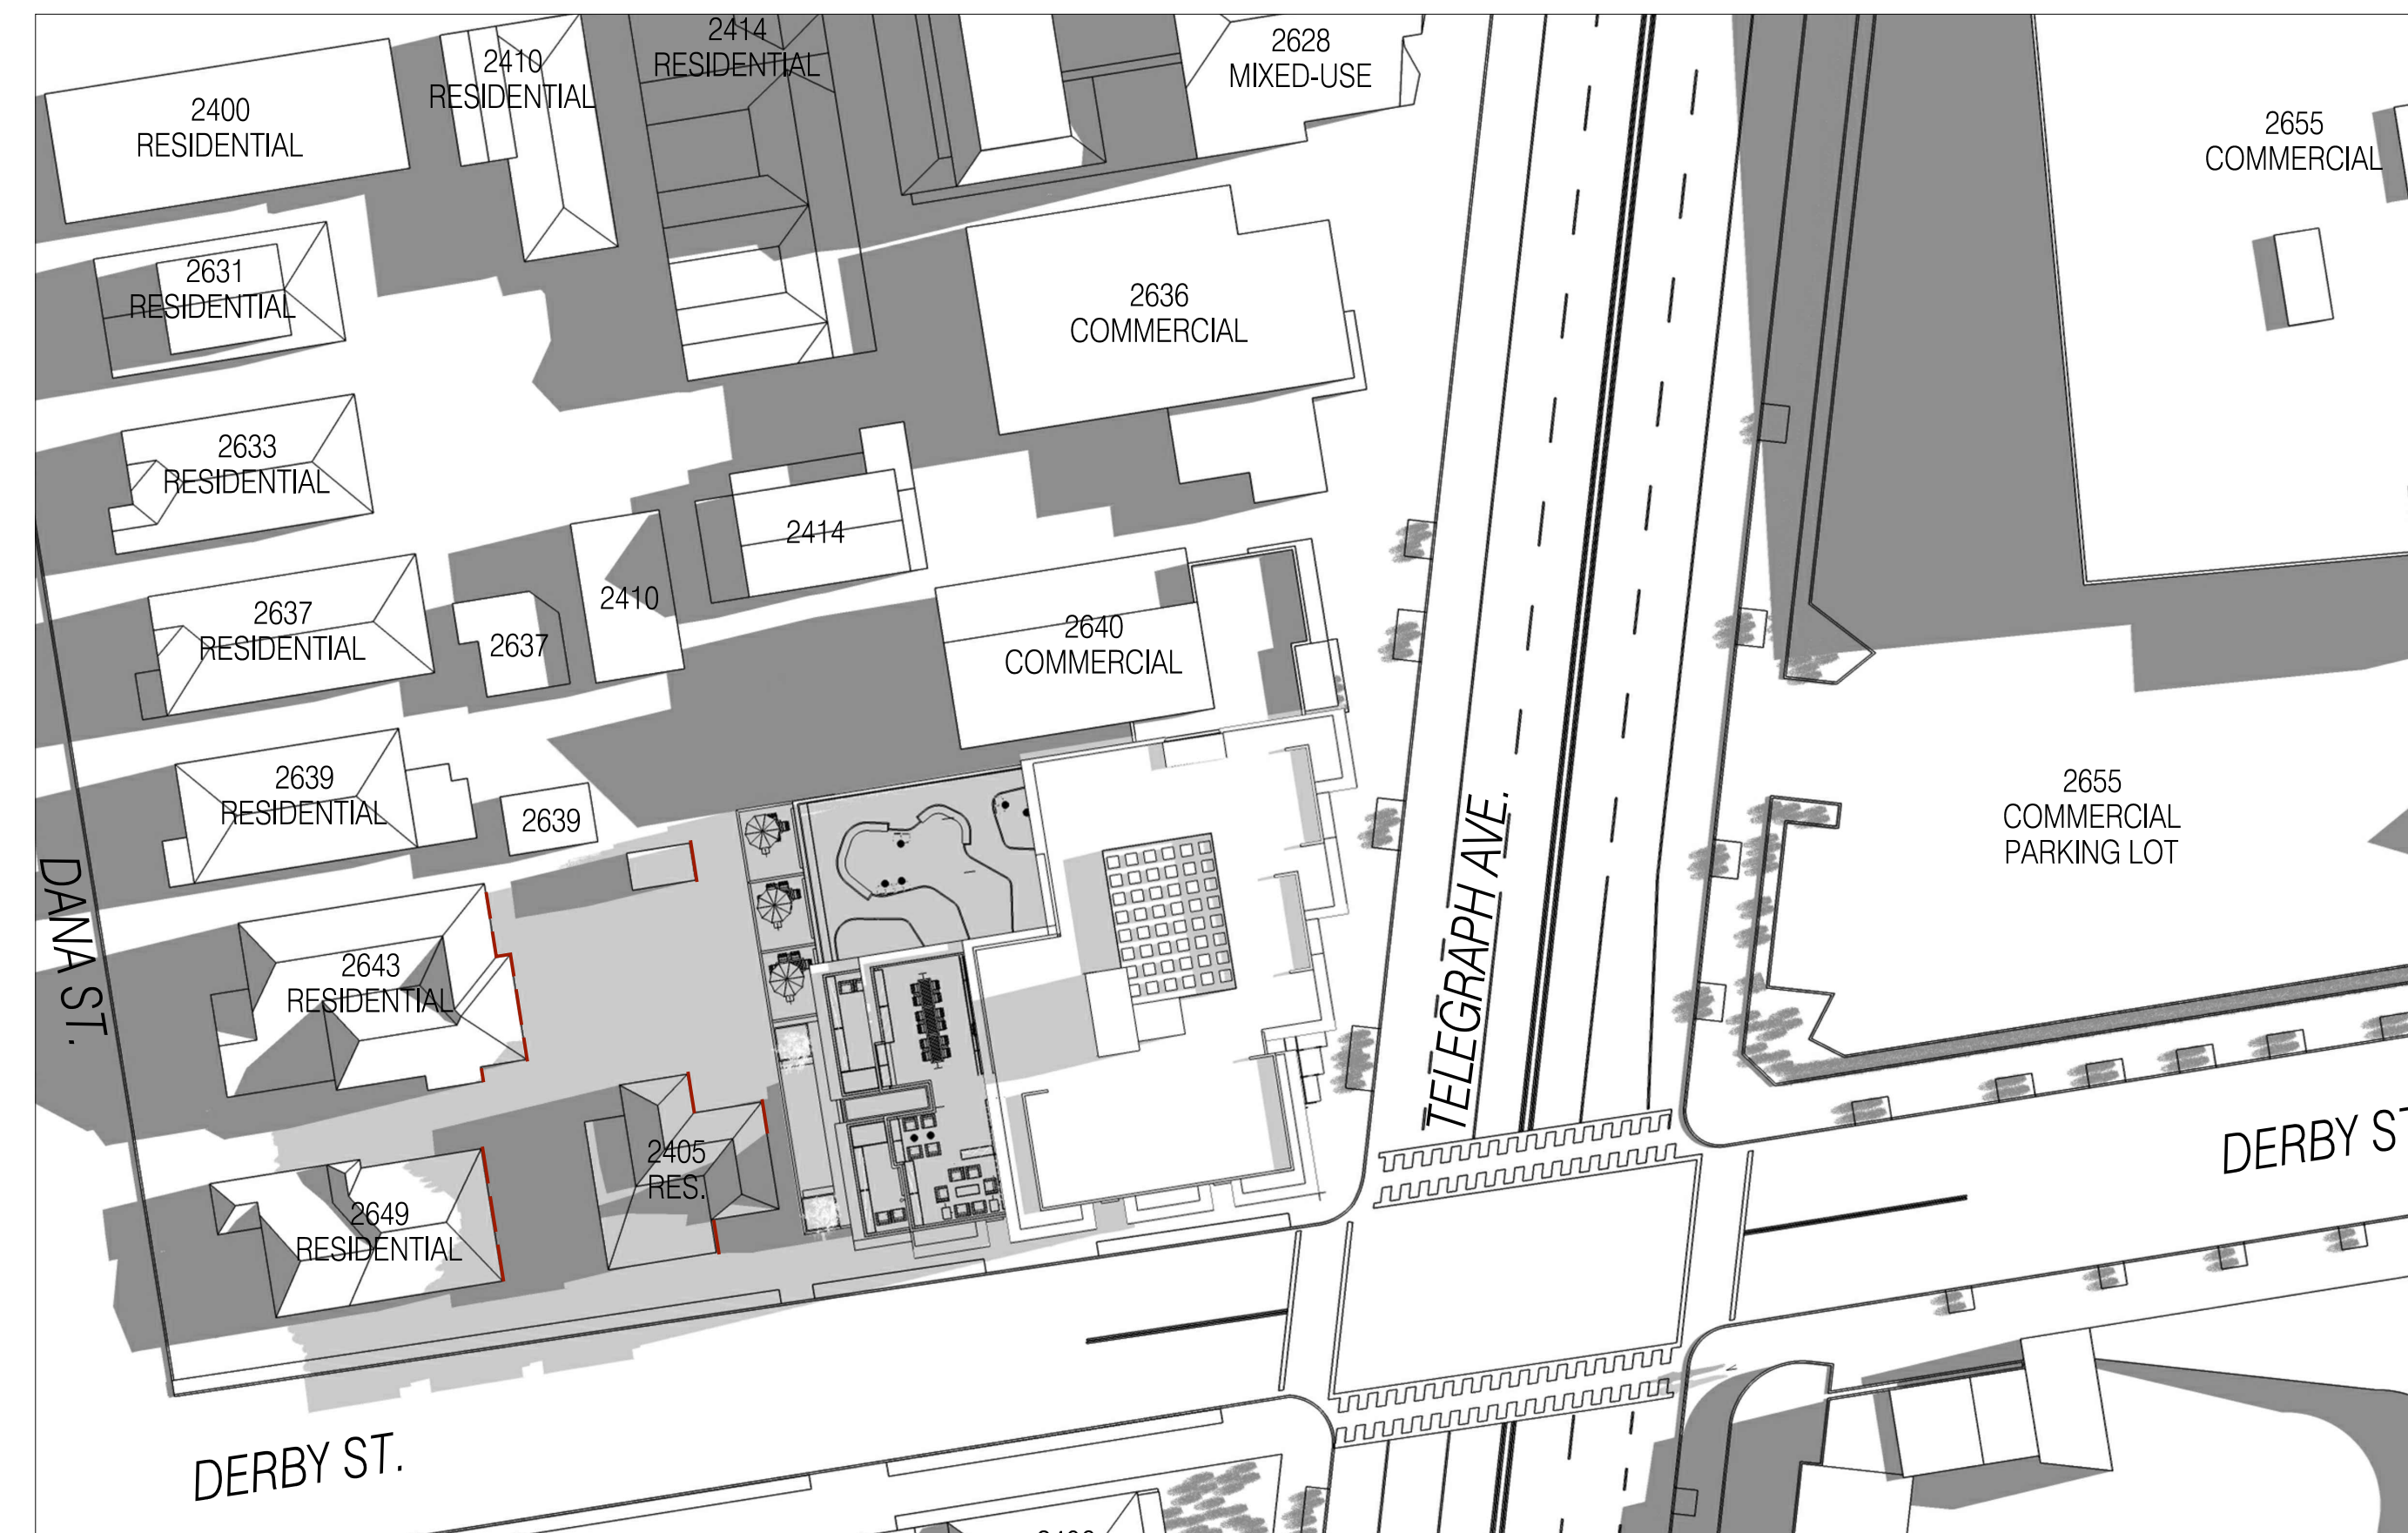 2414
RESIDENTIAL
2410
RESIDENTIAL
2628
MIXED-USE
2400
RESIDENTIAL
2655
COMMERCIAL
2631
RESIDENTIAL
2636
COMMERCIAL
2633
RESIDENTIAL
2414
2410
2637
RESIDENTIAL
2637
2640
COMMERCIAL
2639
RESIDENTIAL
2639
2655
COMMERCIAL
PARKING LOT
TELEGRAPH AVE.
DANA ST.
2643
RESIDENTIAL
2405
RES.
DERBY ST
2649
RESIDENTIAL
DERBY ST.